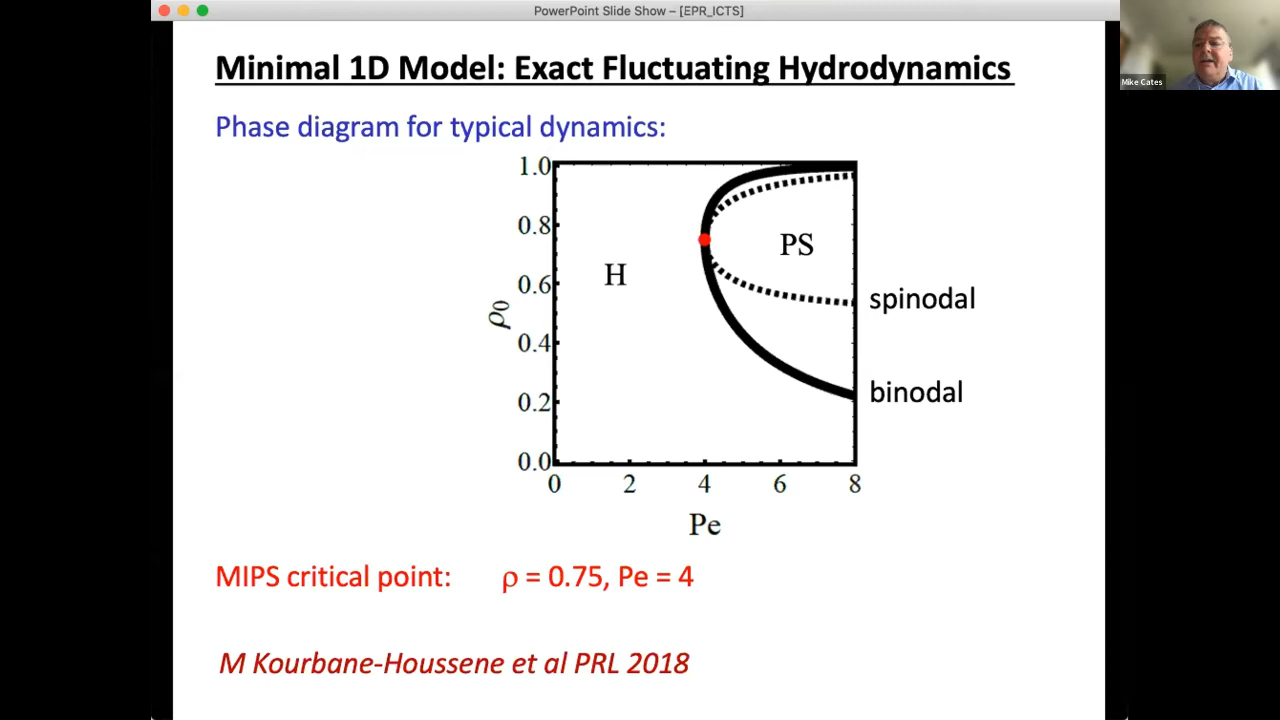 PowerPoint Slide Show - [EPR_ICTS]
Mike Cates
Minimal 1D Model: Exact Fluctuating Hydrodynamics
Phase diagram for typical dynamics:
1.0
0.8
0.6
0.4
0.2
0.0
ρ0
H
PS
spinodal
binodal
0 2 4 6 8
Pe
MIPS critical point: ρ = 0.75, Pe = 4
M Kourbane-Houssene et al PRL 2018